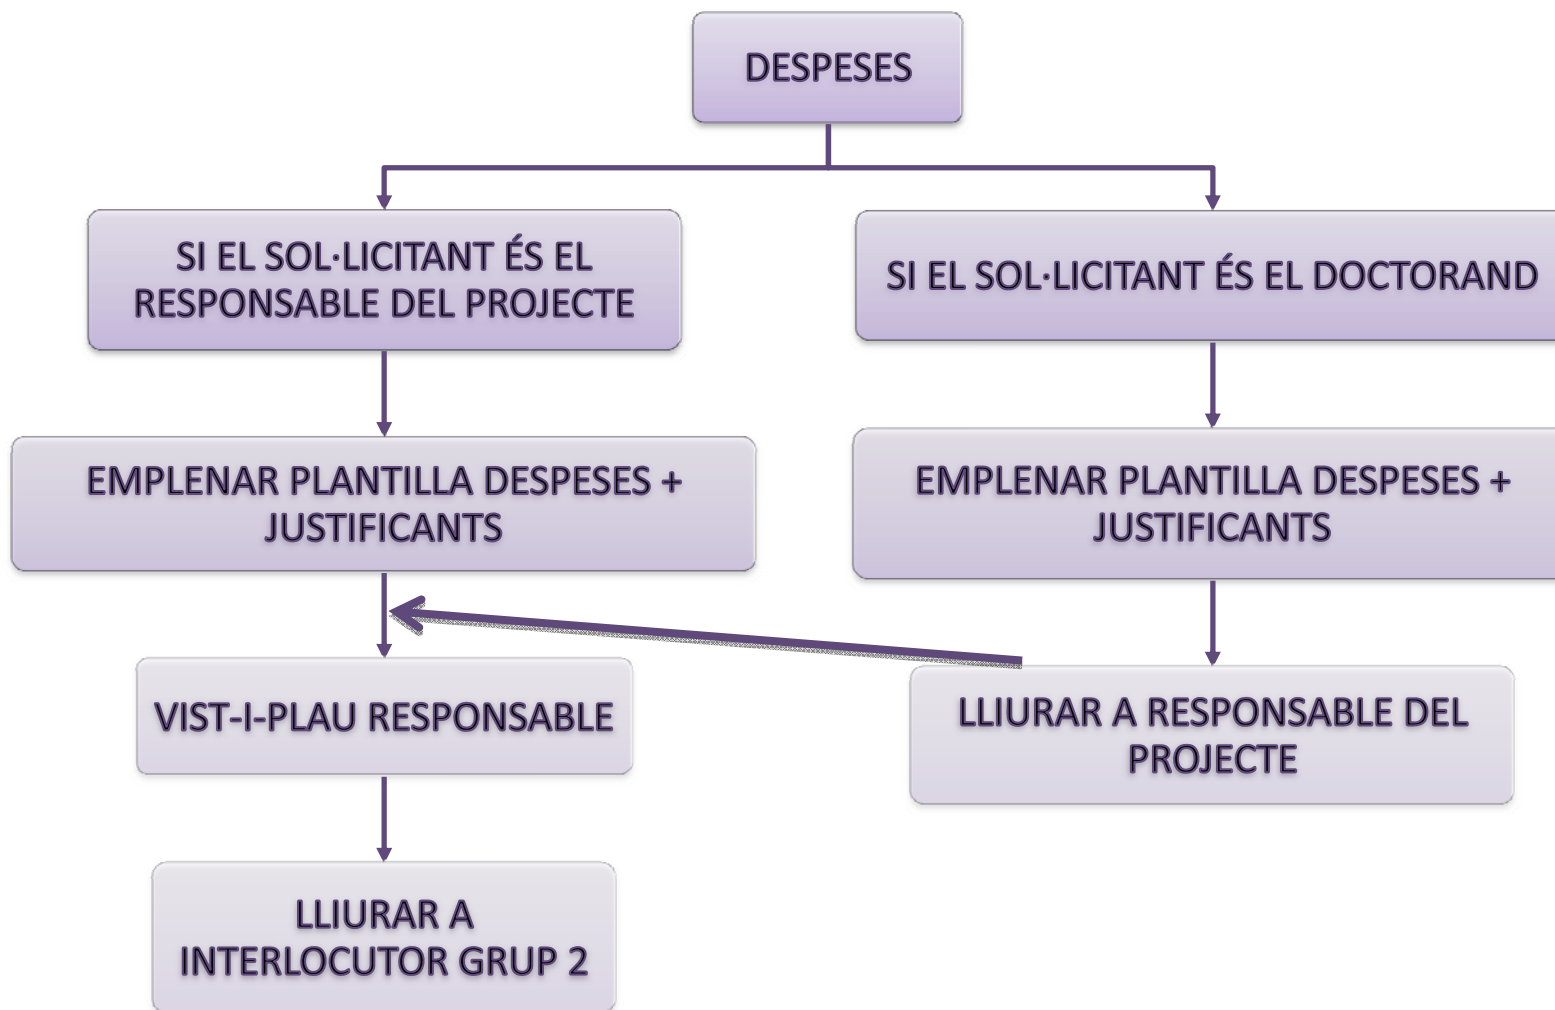 DESPESES
SI EL SOL·LICITANT ÉS EL
RESPONSABLE DEL PROJECTE
SI EL SOL·LICITANT ÉS EL DOCTORAND
EMPLENAR PLANTILLA DESPESES +
JUSTIFICANTS
EMPLENAR PLANTILLA DESPESES +
JUSTIFICANTS
VIST-I-PLAU RESPONSABLE
LLIURAR A RESPONSABLE DEL
PROJECTE
LLIURAR A
INTERLOCUTOR GRUP 2